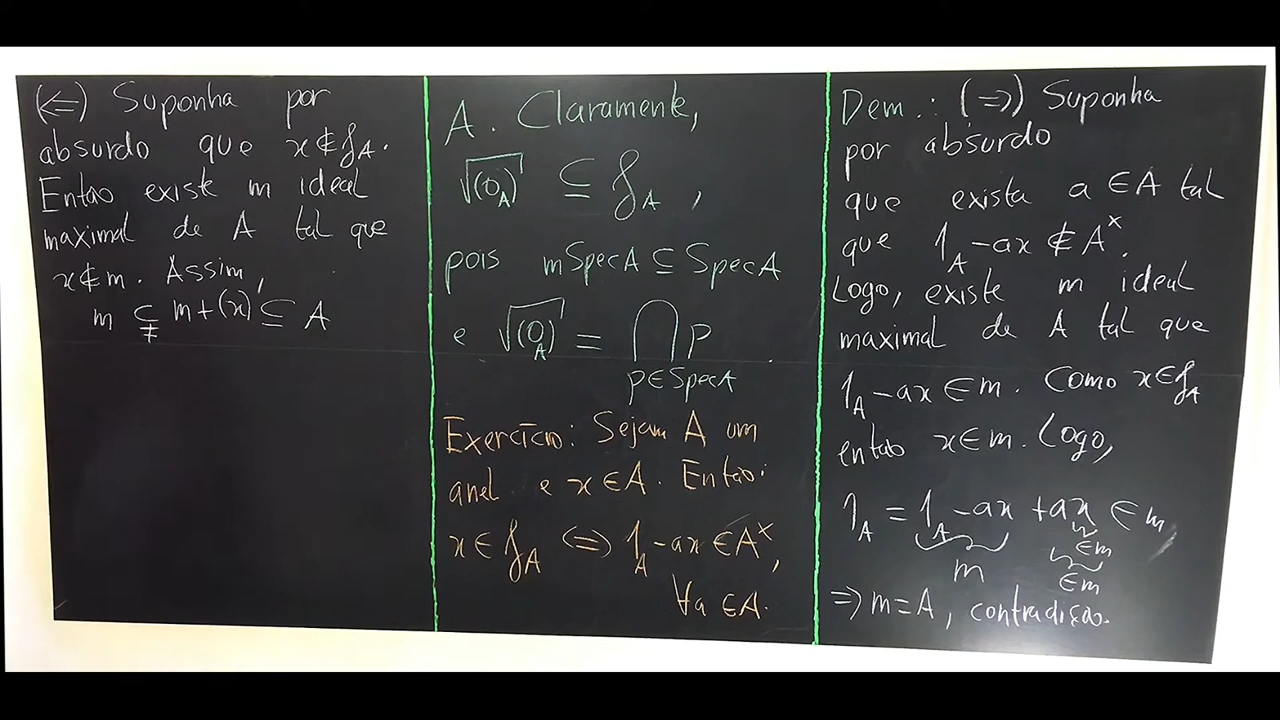 (⇐) Suponha por
absurdo que x∉𝒥_A.
Então existe m ideal
maximal de A tal que
x∉m. Assim,
m ⊊ m+(x) ⊆ A
A. Claramente,
√(0_A) ⊆ 𝒥_A,
pois mSpecA ⊆ SpecA
e √(0_A) = ⋂ p
p∈SpecA
Exercício: Sejam A um
anel e x∈A. Então:
x∈𝒥_A ⇔ 1_A-ax∈A^×,
∀a∈A.
Dem.: (⇒) Suponha
por absurdo
que exista a∈A tal
que 1_A-ax∉A^×.
Logo, existe m ideal
maximal de A tal que
1_A-ax∈m. Como x∈𝒥_A
então x∈m. Logo,
1_A = 1_A-ax + ax ∈ m
∈m
m ∈m
⇒ m=A, contradição.